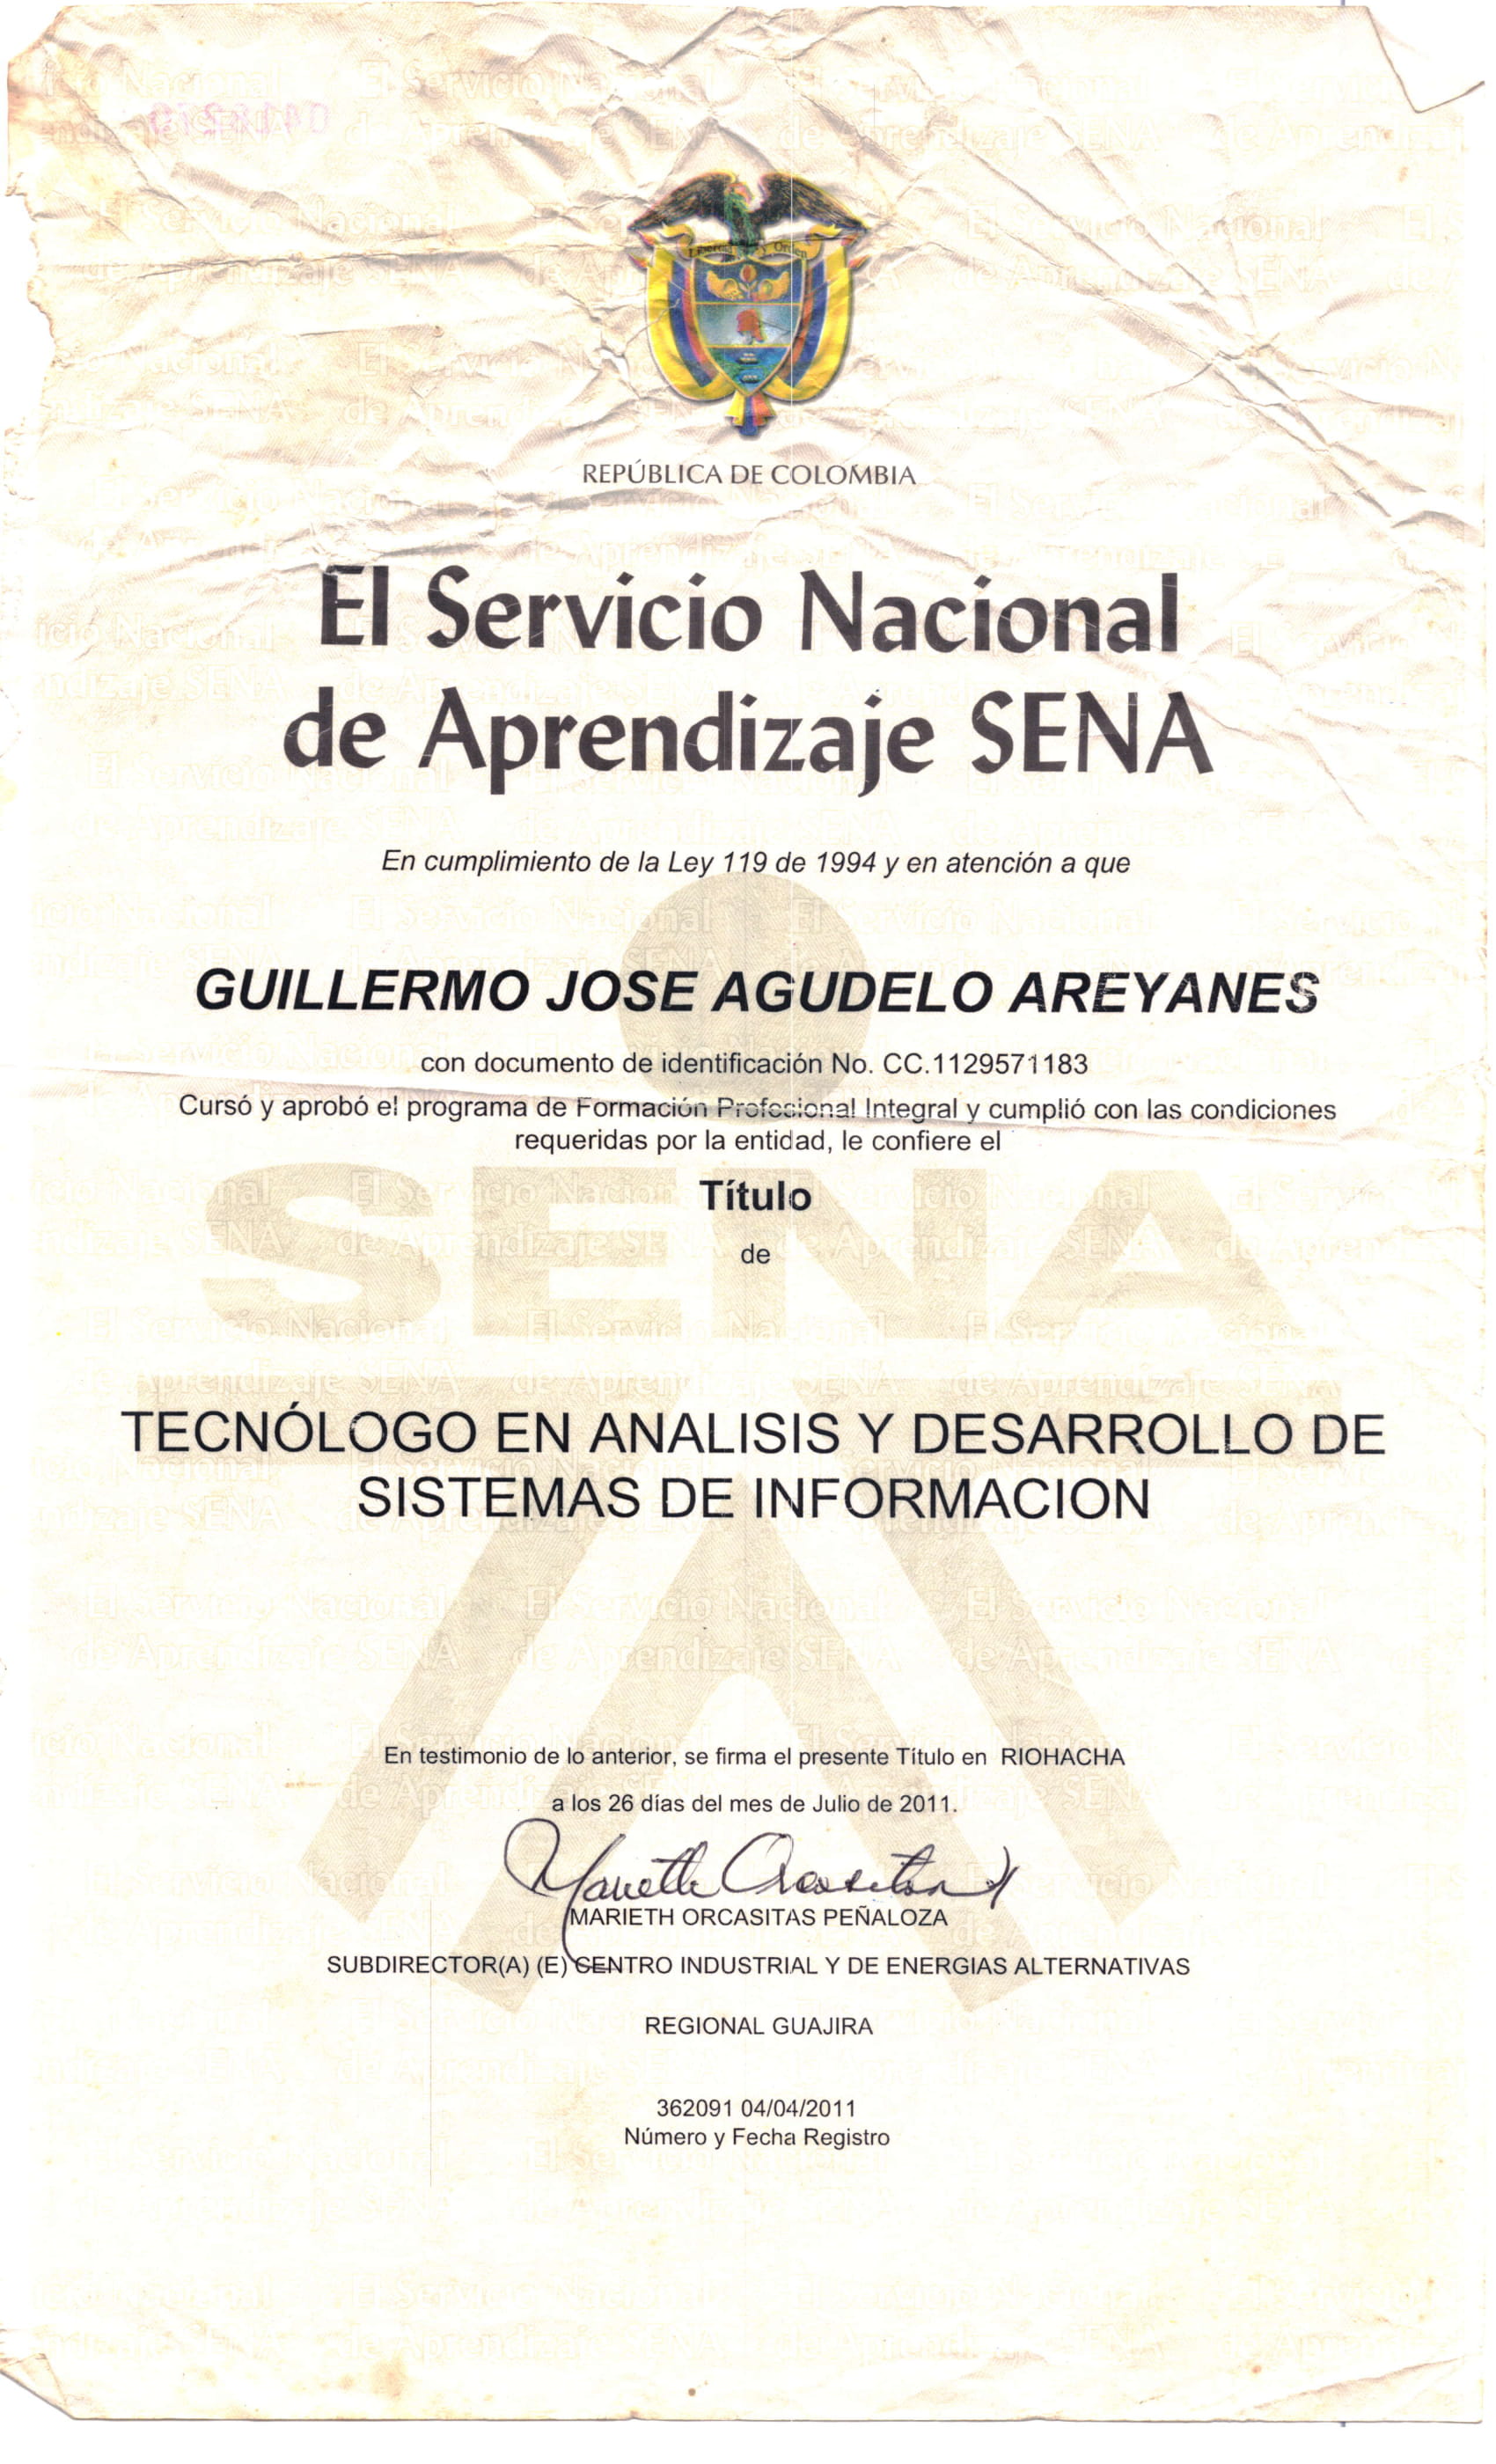 Libertad y Orden
REPÚBLICA DE COLOMBIA
El Servicio Nacional
de Aprendizaje SENA
En cumplimiento de la Ley 119 de 1994 y en atención a que
GUILLERMO JOSE AGUDELO AREYANES
con documento de identificación No. CC.1129571183
Cursó y aprobó el programa de Formación Profesional Integral y cumplió con las condiciones
requeridas por la entidad, le confiere el
Título
de
SENA
TECNÓLOGO EN ANALISIS Y DESARROLLO DE
SISTEMAS DE INFORMACION
En testimonio de lo anterior, se firma el presente Título en RIOHACHA
a los 26 días del mes de Julio de 2011.
Marieth Orcasitas
MARIETH ORCASITAS PEÑALOZA
SUBDIRECTOR(A) (E) CENTRO INDUSTRIAL Y DE ENERGIAS ALTERNATIVAS
REGIONAL GUAJIRA
362091 04/04/2011
Número y Fecha Registro